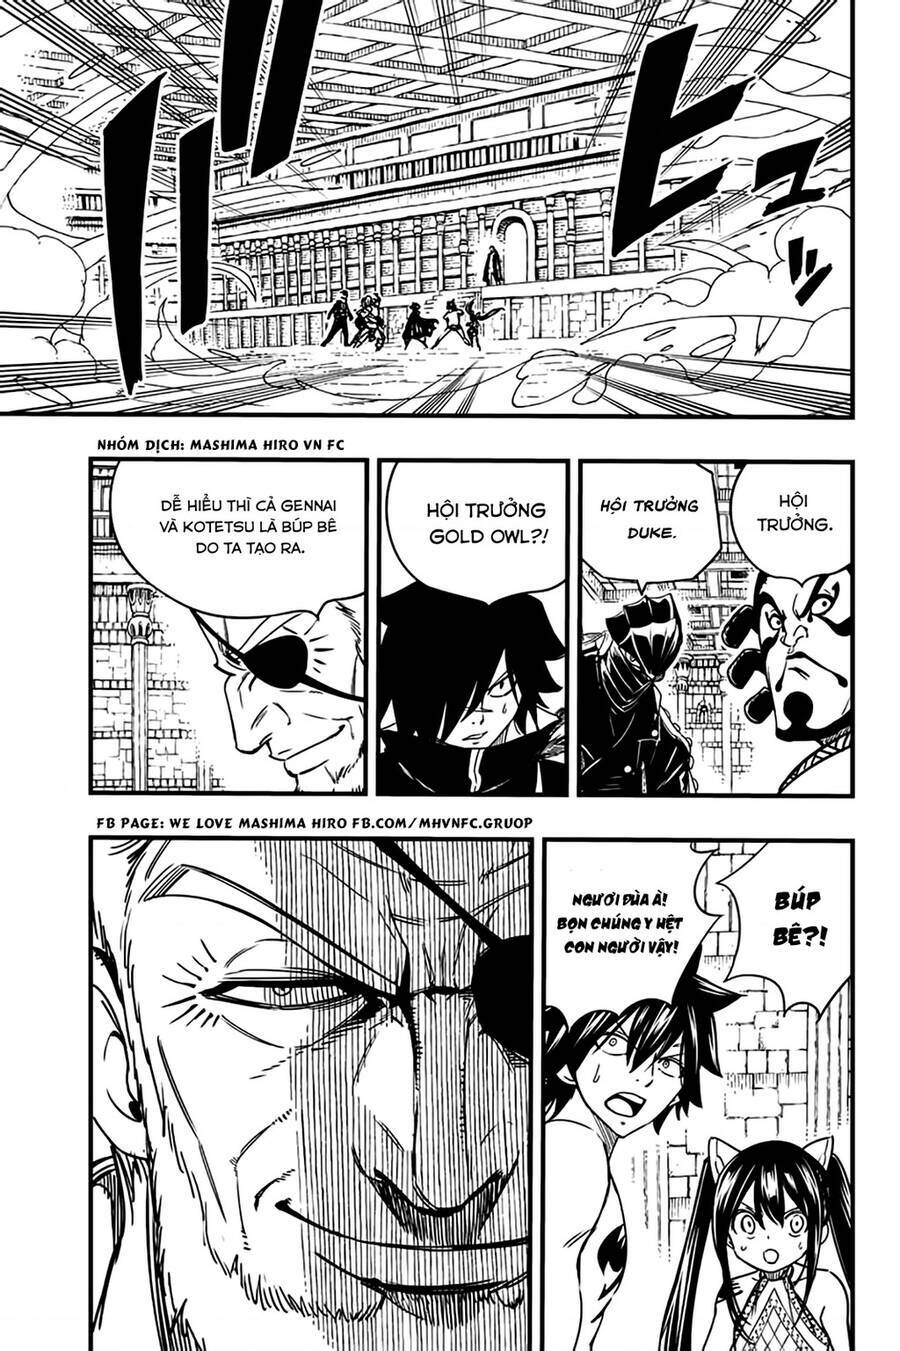 ヒュッ
NHÓM DỊCH: MASHIMA HIRO VN FC
HỘI
TRƯỞNG.
HỘI TRƯỞNG
DUKE.
HỘI TRƯỞNG
GOLD OWL?!
DỄ HIỂU THÌ CẢ GENNAI
VÀ KOTETSU LÀ BÚP BÊ
DO TA TẠO RA.
FB PAGE: WE LOVE MASHIMA HIRO FB.COM/MHVNFC.GRUOP
BÚP
BÊ?!
NGƯƠI ĐÙA À!
BỌN CHÚNG Y HỆT
CON NGƯỜI VẬY!